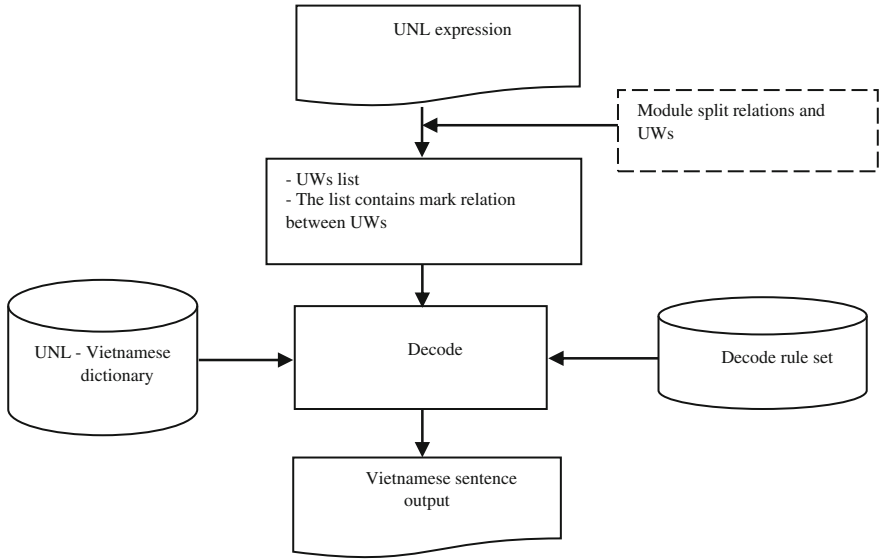 UNL expression
Module split relations and
UWs
- UWs list
- The list contains mark relation
between UWs
UNL - Vietnamese
dictionary
Decode
Decode rule set
Vietnamese sentence
output